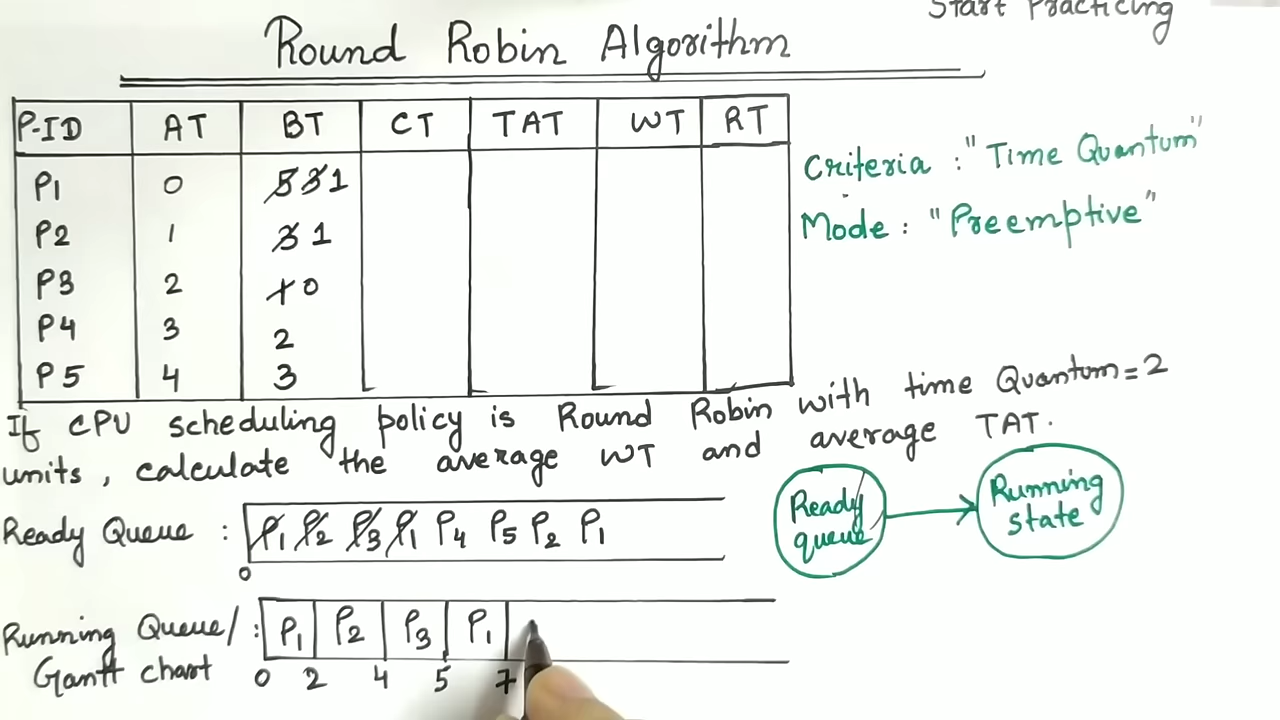 Start Practicing
Round Robin Algorithm
P-ID AT BT CT TAT WT RT
P1 0 5 3 1
P2 1 3 1
P3 2 1 0
P4 3 2
P5 4 3
Criteria : "Time Quantum"
Mode : "Preemptive"
If CPU scheduling policy is Round Robin with time Quantum=2
units, calculate the average WT and average TAT.
Ready Queue : P1 P2 P3 P1 P4 P5 P2 P1
0
Ready
queue
Running
state
Running Queue/ : P1 P2 P3 P1
Gantt chart 0 2 4 5 7